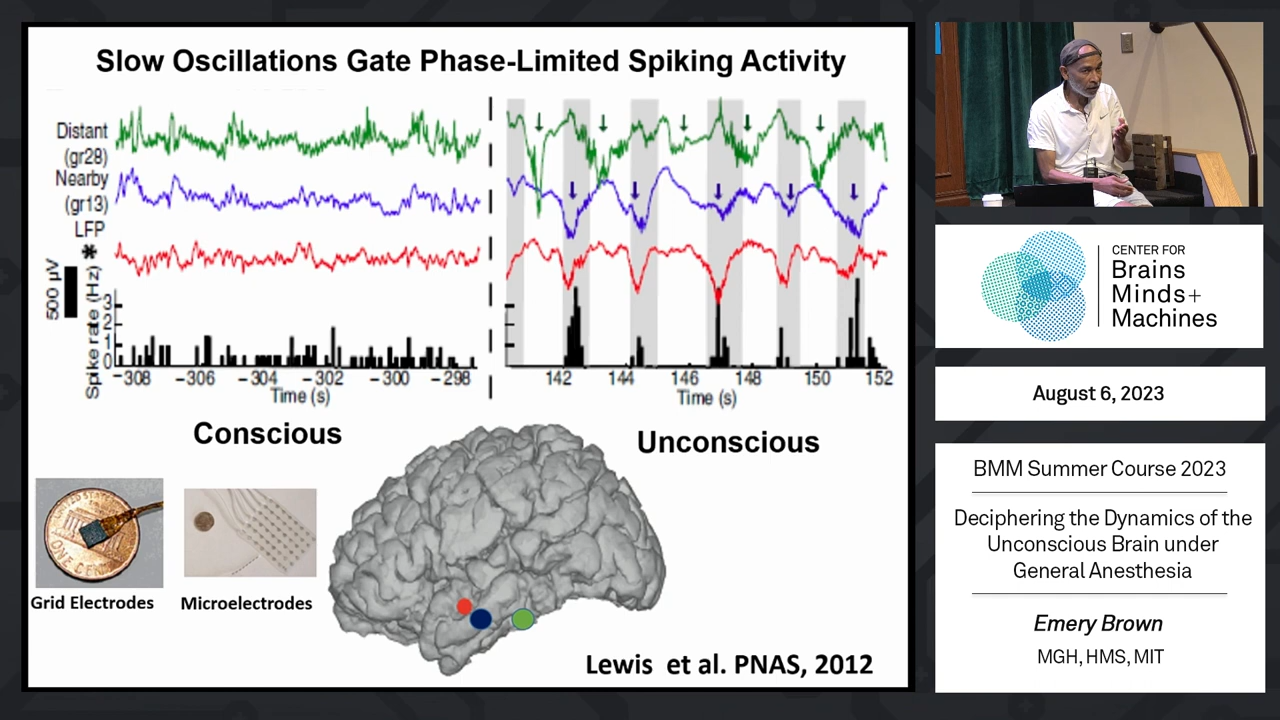 Slow Oscillations Gate Phase-Limited Spiking Activity
Distant
(gr28)
Nearby
(gr13)
LFP
*
500 µV
Spike rate (Hz)
3
2
1
0
−308 −306 −304 −302 −300 −298
Time (s)
142 144 146 148 150 152
Time (s)
Conscious
Unconscious
Grid Electrodes
Microelectrodes
Lewis et al. PNAS, 2012
CENTER FOR
Brains
Minds+
Machines
August 6, 2023
BMM Summer Course 2023
Deciphering the Dynamics of the
Unconscious Brain under
General Anesthesia
Emery Brown
MGH, HMS, MIT